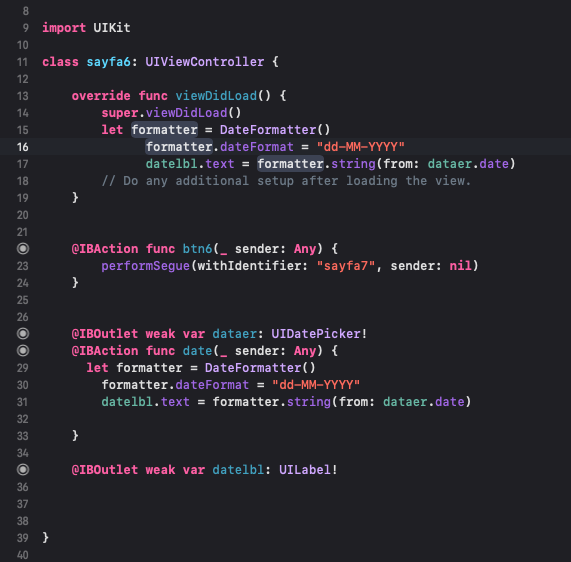 8
9 import UIKit
10
11 class sayfa6: UIViewController {
12
13 override func viewDidLoad() {
14 super.viewDidLoad()
15 let formatter = DateFormatter()
16 formatter.dateFormat = "dd-MM-YYYY"
17 datelbl.text = formatter.string(from: dataer.date)
18 // Do any additional setup after loading the view.
19 }
20
21
@IBAction func btn6(_ sender: Any) {
23 performSegue(withIdentifier: "sayfa7", sender: nil)
24 }
25
26
@IBOutlet weak var dataer: UIDatePicker!
@IBAction func date(_ sender: Any) {
29 let formatter = DateFormatter()
30 formatter.dateFormat = "dd-MM-YYYY"
31 datelbl.text = formatter.string(from: dataer.date)
32
33 }
34
@IBOutlet weak var datelbl: UILabel!
36
37
38
39 }
40